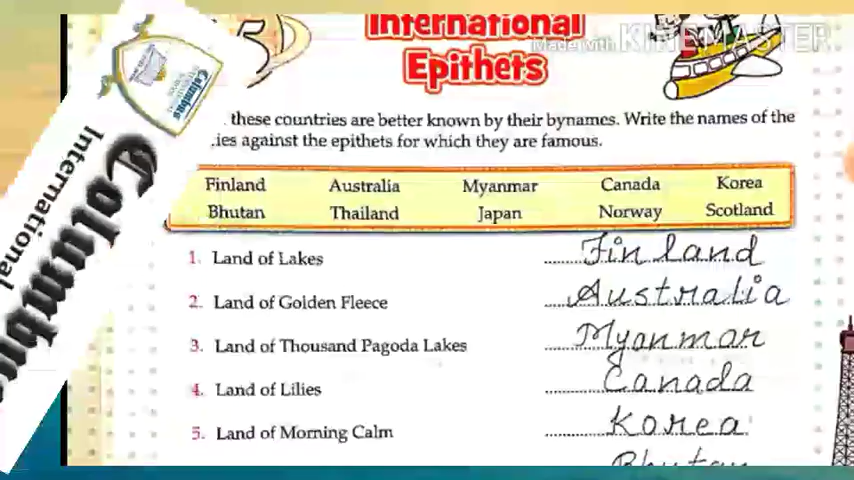 5
International
Epithets
Made with KINEMASTER
these countries are better known by their bynames. Write the names of the
ies against the epithets for which they are famous.
Finland Australia Myanmar Canada Korea
Bhutan Thailand Japan Norway Scotland
1. Land of Lakes Finland
2. Land of Golden Fleece Australia
3. Land of Thousand Pagoda Lakes Myanmar
4. Land of Lilies Canada
5. Land of Morning Calm Korea
Bhutan
Columbus
International
Columbus